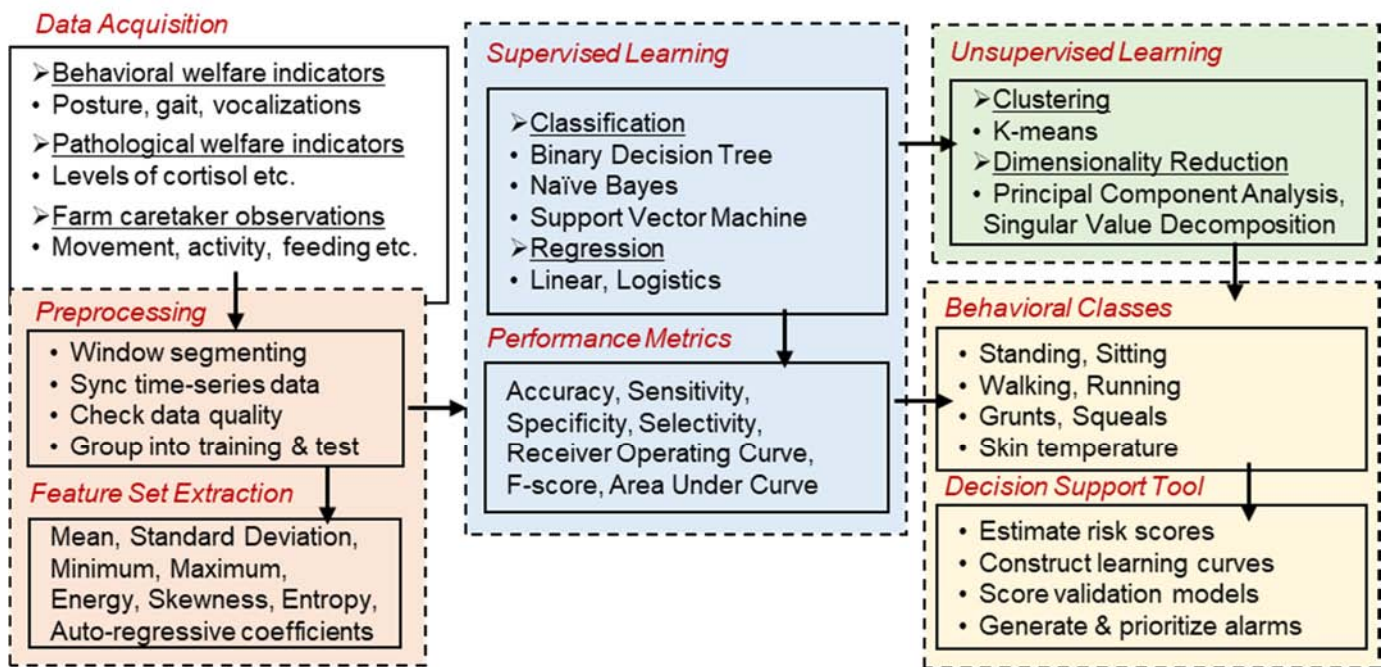 Data Acquisition
➢Behavioral welfare indicators
• Posture, gait, vocalizations
➢Pathological welfare indicators
• Levels of cortisol etc.
➢Farm caretaker observations
• Movement, activity, feeding etc.
Preprocessing
• Window segmenting
• Sync time-series data
• Check data quality
• Group into training & test
Feature Set Extraction
Mean, Standard Deviation,
Minimum, Maximum,
Energy, Skewness, Entropy,
Auto-regressive coefficients
Supervised Learning
➢Classification
• Binary Decision Tree
• Naïve Bayes
• Support Vector Machine
➢Regression
• Linear, Logistics
Performance Metrics
Accuracy, Sensitivity,
Specificity, Selectivity,
Receiver Operating Curve,
F-score, Area Under Curve
Unsupervised Learning
➢Clustering
• K-means
➢Dimensionality Reduction
• Principal Component Analysis,
Singular Value Decomposition
Behavioral Classes
• Standing, Sitting
• Walking, Running
• Grunts, Squeals
• Skin temperature
Decision Support Tool
• Estimate risk scores
• Construct learning curves
• Score validation models
• Generate & prioritize alarms